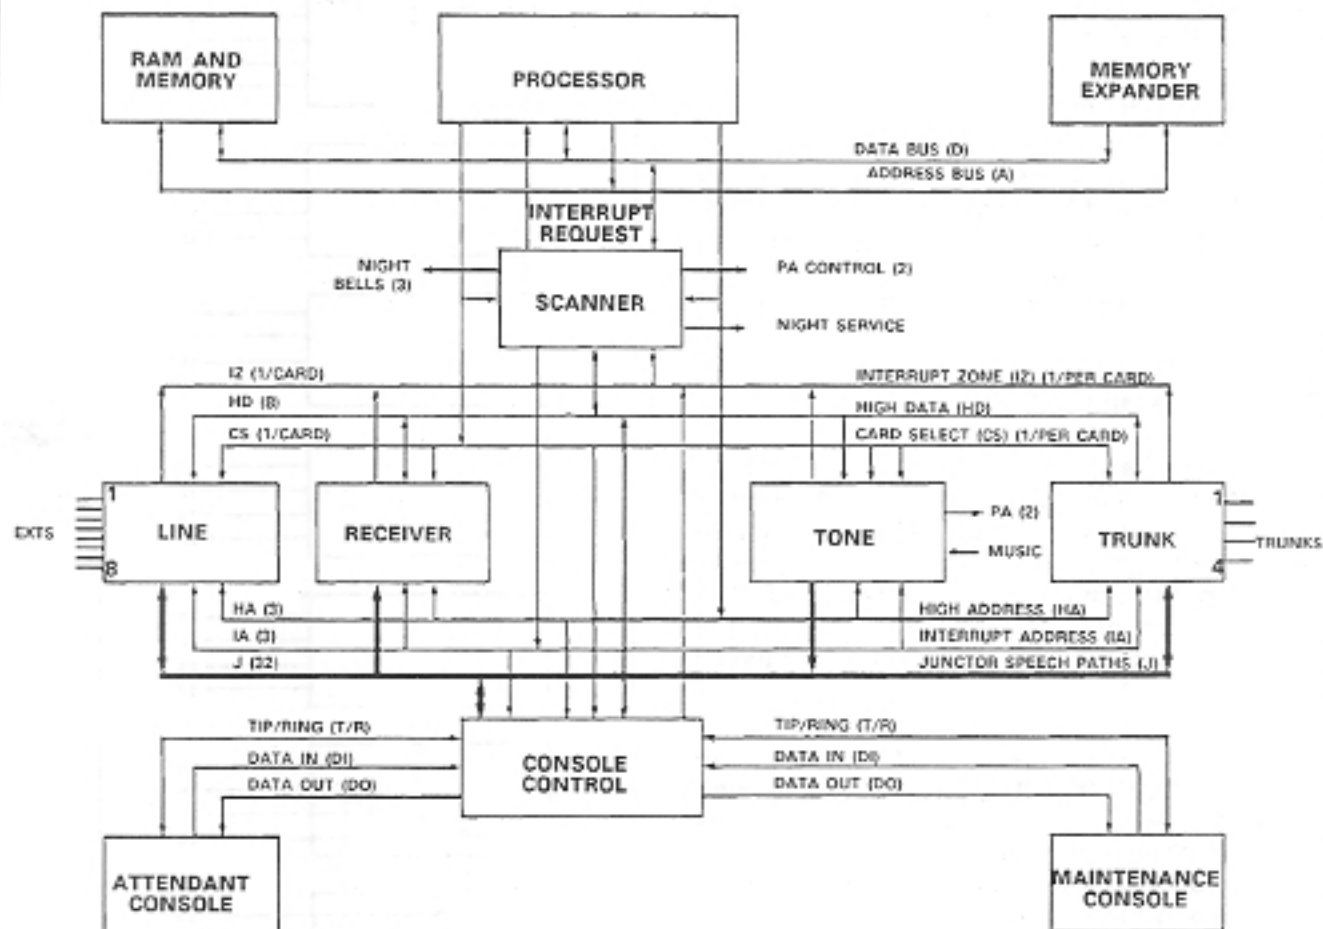 RAM AND
MEMORY
PROCESSOR
MEMORY
EXPANDER
DATA BUS (D)
ADDRESS BUS (A)
INTERRUPT
REQUEST
NIGHT
BELLS (3)
SCANNER
PA CONTROL (2)
NIGHT SERVICE
IZ (1/CARD)
INTERRUPT ZONE (IZ) (1/PER CARD)
HD (8)
HIGH DATA (HD)
CS (1/CARD)
CARD SELECT (CS) (1/PER CARD)
EXTS
1
LINE
8
RECEIVER
TONE
PA (2)
MUSIC
1
TRUNK
4
TRUNKS
HA (3)
HIGH ADDRESS (HA)
IA (3)
INTERRUPT ADDRESS (IA)
J (32)
JUNCTOR SPEECH PATHS (J)
TIP/RING (T/R)
TIP/RING (T/R)
DATA IN (DI)
DATA IN (DI)
DATA OUT (DO)
DATA OUT (DO)
CONSOLE
CONTROL
ATTENDANT
CONSOLE
MAINTENANCE
CONSOLE